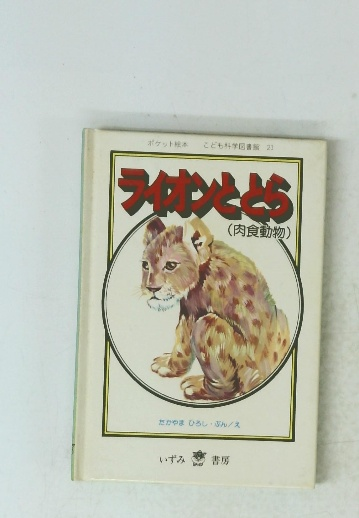 ポケット絵本 こども科学図書館 21
ライオンととら
(肉食動物)
たかやま ひろし・ぶん/え
いずみ 書房